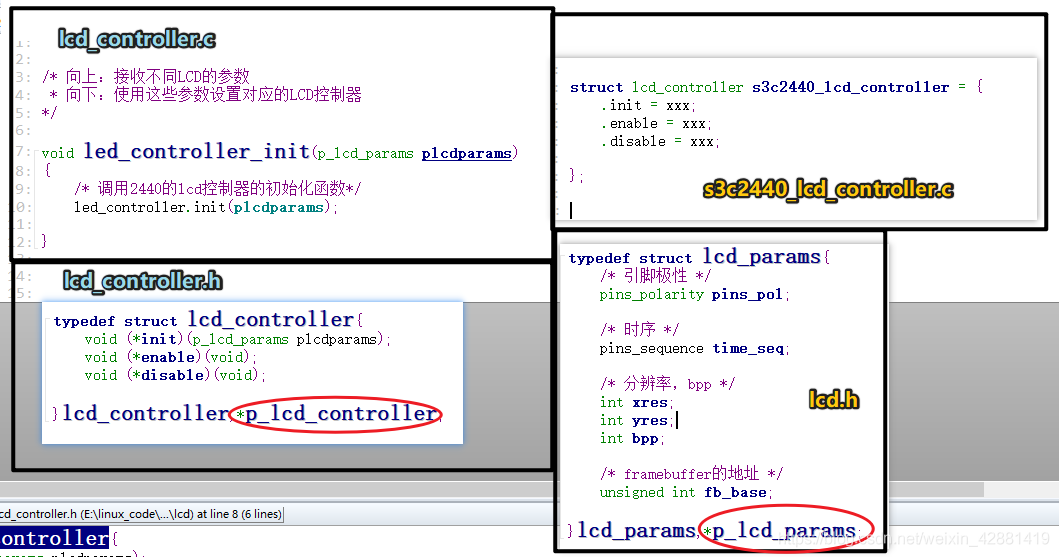 lcd_controller.c
1:
2:
3: /* 向上: 接收不同LCD的参数
4: * 向下: 使用这些参数设置对应的LCD控制器
5: */
6:
7: void led_controller_init(p_lcd_params plcdparams)
8: {
9: /* 调用2440的lcd控制器的初始化函数*/
10: led_controller.init(plcdparams);
11:
12: }
struct lcd_controller s3c2440_lcd_controller = {
.init = xxx;
.enable = xxx;
.disable = xxx;
};
s3c2440_lcd_controller.c
14:
15:
lcd_controller.h
typedef struct lcd_controller{
void (*init)(p_lcd_params plcdparams);
void (*enable)(void);
void (*disable)(void);
}lcd_controller,*p_lcd_controller;
typedef struct lcd_params{
/* 引脚极性 */
pins_polarity pins_pol;
/* 时序 */
pins_sequence time_seq;
/* 分辨率, bpp */
int xres;
int yres;
int bpp;
lcd.h
/* framebuffer的地址 */
unsigned int fb_base;
}lcd_params,*p_lcd_params;
cd_controller.h (E:\linux_code\...\lcd) at line 8 (6 lines)
controller{